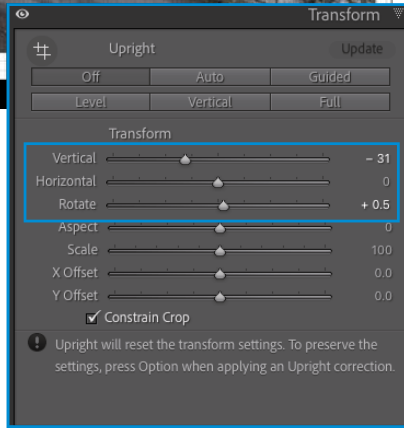 Transform
Upright Update
Off Auto Guided
Level Vertical Full
Transform
Vertical – 31
Horizontal 0
Rotate + 0.5
Aspect 0
Scale 100
X Offset 0.0
Y Offset 0.0
Constrain Crop
Upright will reset the transform settings. To preserve the
settings, press Option when applying an Upright correction.